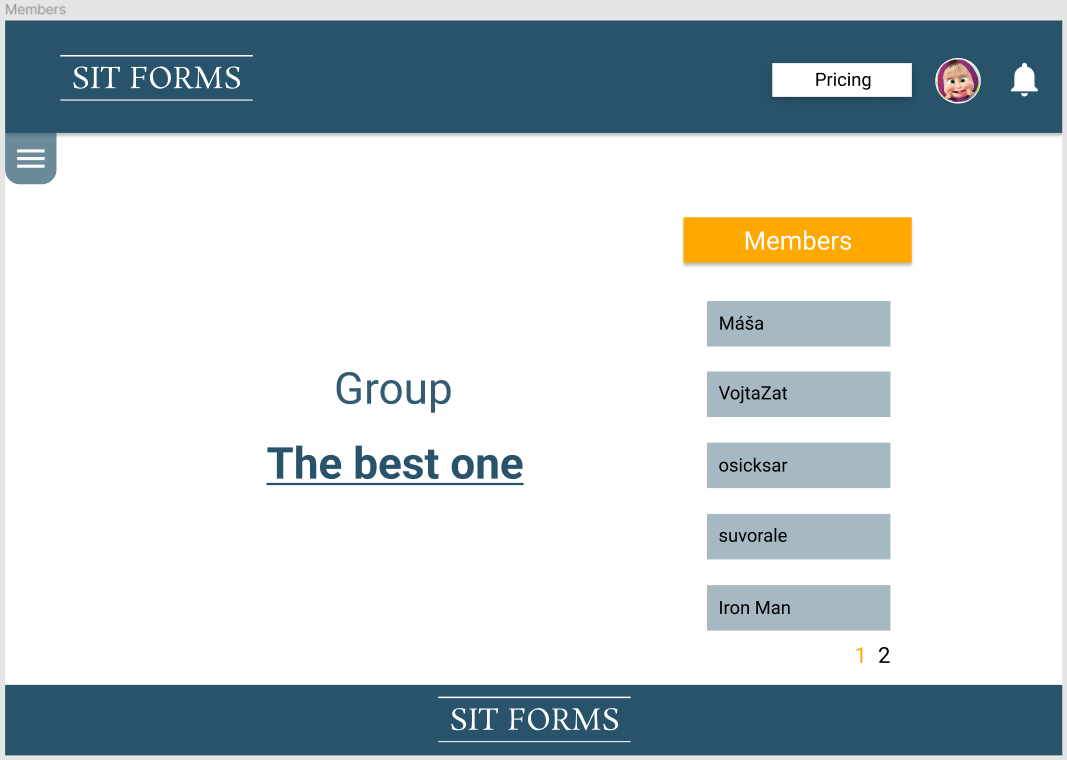 Members
SIT FORMS
Pricing
Members
Máša
VojtaZat
osicksar
suvorale
Iron Man
1 2
Group
The best one
SIT FORMS